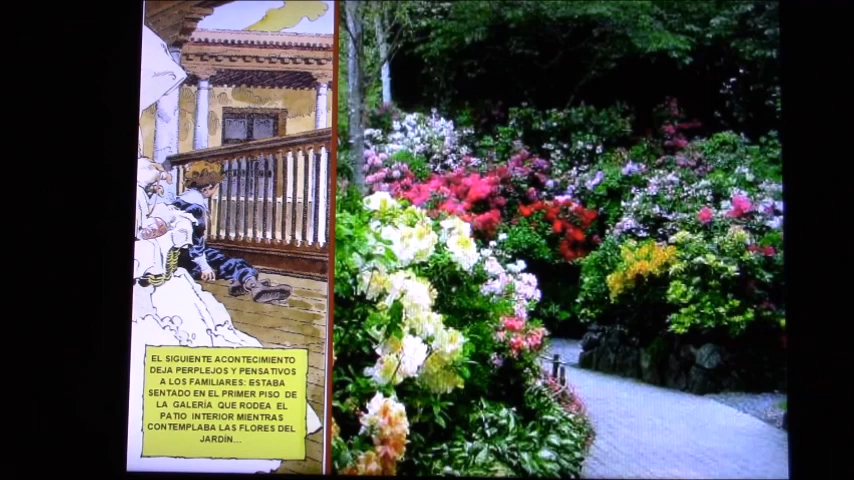 EL SIGUIENTE ACONTECIMIENTO
DEJA PERPLEJOS Y PENSATIVOS
A LOS FAMILIARES: ESTABA
SENTADO EN EL PRIMER PISO DE
LA GALERÍA QUE RODEA EL
PATIO INTERIOR MIENTRAS
CONTEMPLABA LAS FLORES DEL
JARDÍN...